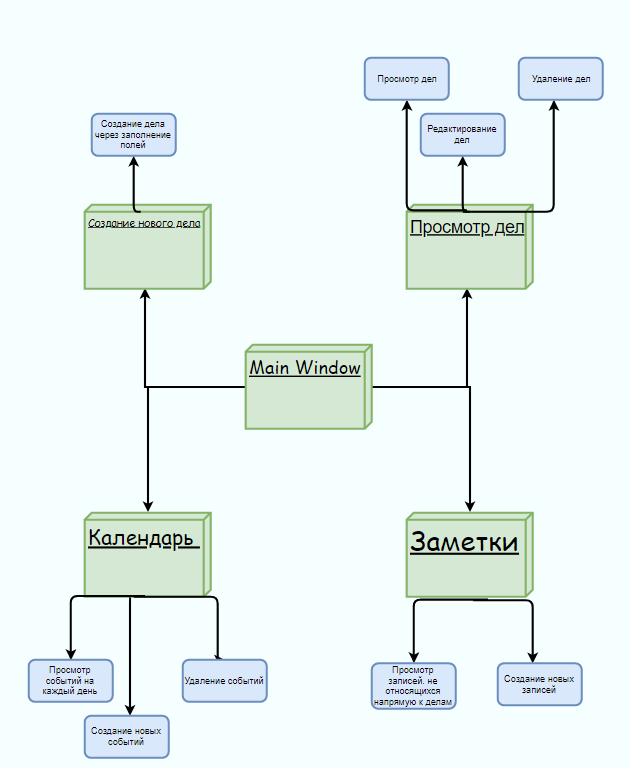 Просмотр дел
Удаление дел
Создание дела
через заполнение
полей
Редактирование
дел
Создание нового дела
Просмотр дел
Main Window
Календарь
Заметки
Просмотр
событий на
каждый день
Удаление событий
Создание новых
событий
Просмотр
записей. не
относящихся
напрямую к делам
Создание новых
записей